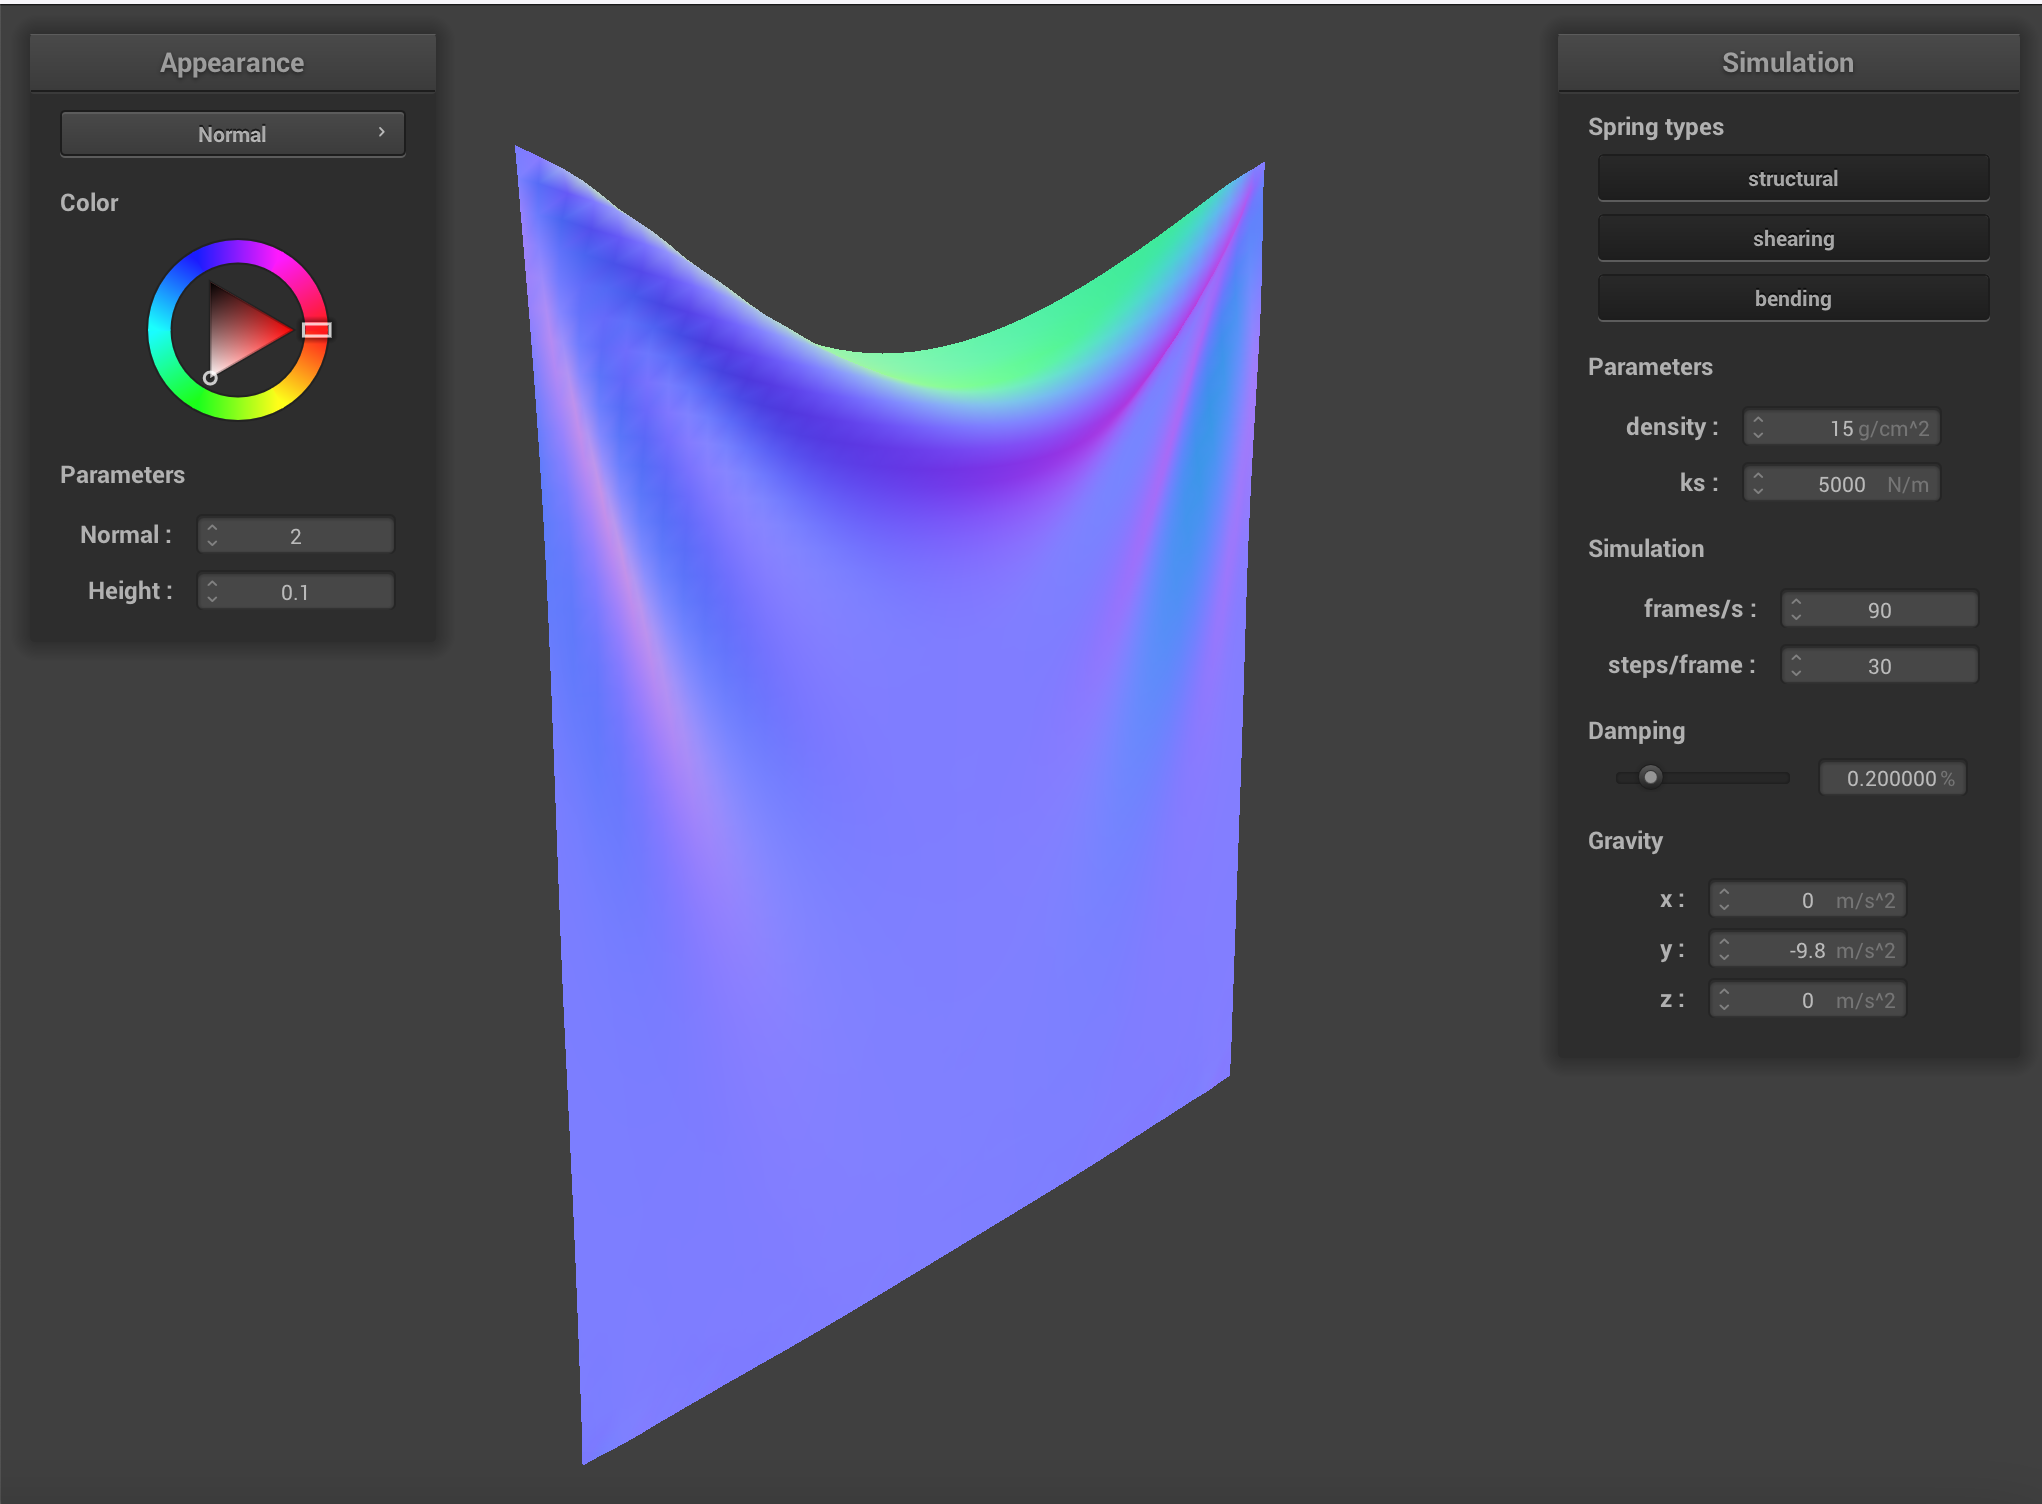 Appearance
Normal
Color
Parameters
Normal : 2
Height : 0.1
Simulation
Spring types
structural
shearing
bending
Parameters
density : 15 g/cm^2
ks : 5000 N/m
Simulation
frames/s : 90
steps/frame : 30
Damping
0.200000 %
Gravity
x : 0 m/s^2
y : -9.8 m/s^2
z : 0 m/s^2